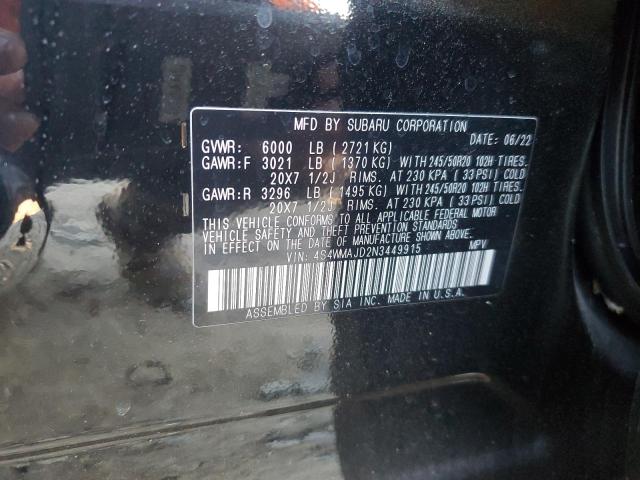 MFD BY SUBARU CORPORATION
DATE: 06/22
GVWR: 6000 LB (2721KG)
GAWR:F 3021 LB (1370KG) WITH 245/50R20 102H TIRES.
20X7 1/2J RIMS. AT 230 KPA (33PSI) COLD
GAWR:R 3296 LB (1495KG) WITH 245/50R20 102H TIRES.
20X7 1/2J RIMS. AT 230 KPA (33PSI) COLD
THIS VEHICLE CONFORMS TO ALL APPLICABLE FEDERAL MOTOR
VEHICLE SAFETY AND THEFT PREVENTION STANDARDS
IN EFFECT ON THE DATE OF MANUFACTURE SHOWN ABOVE.
VIN: 4S4WMAJD2N3449915 MPV
ASSEMBLED BY SIA INC. MADE IN U.S.A.